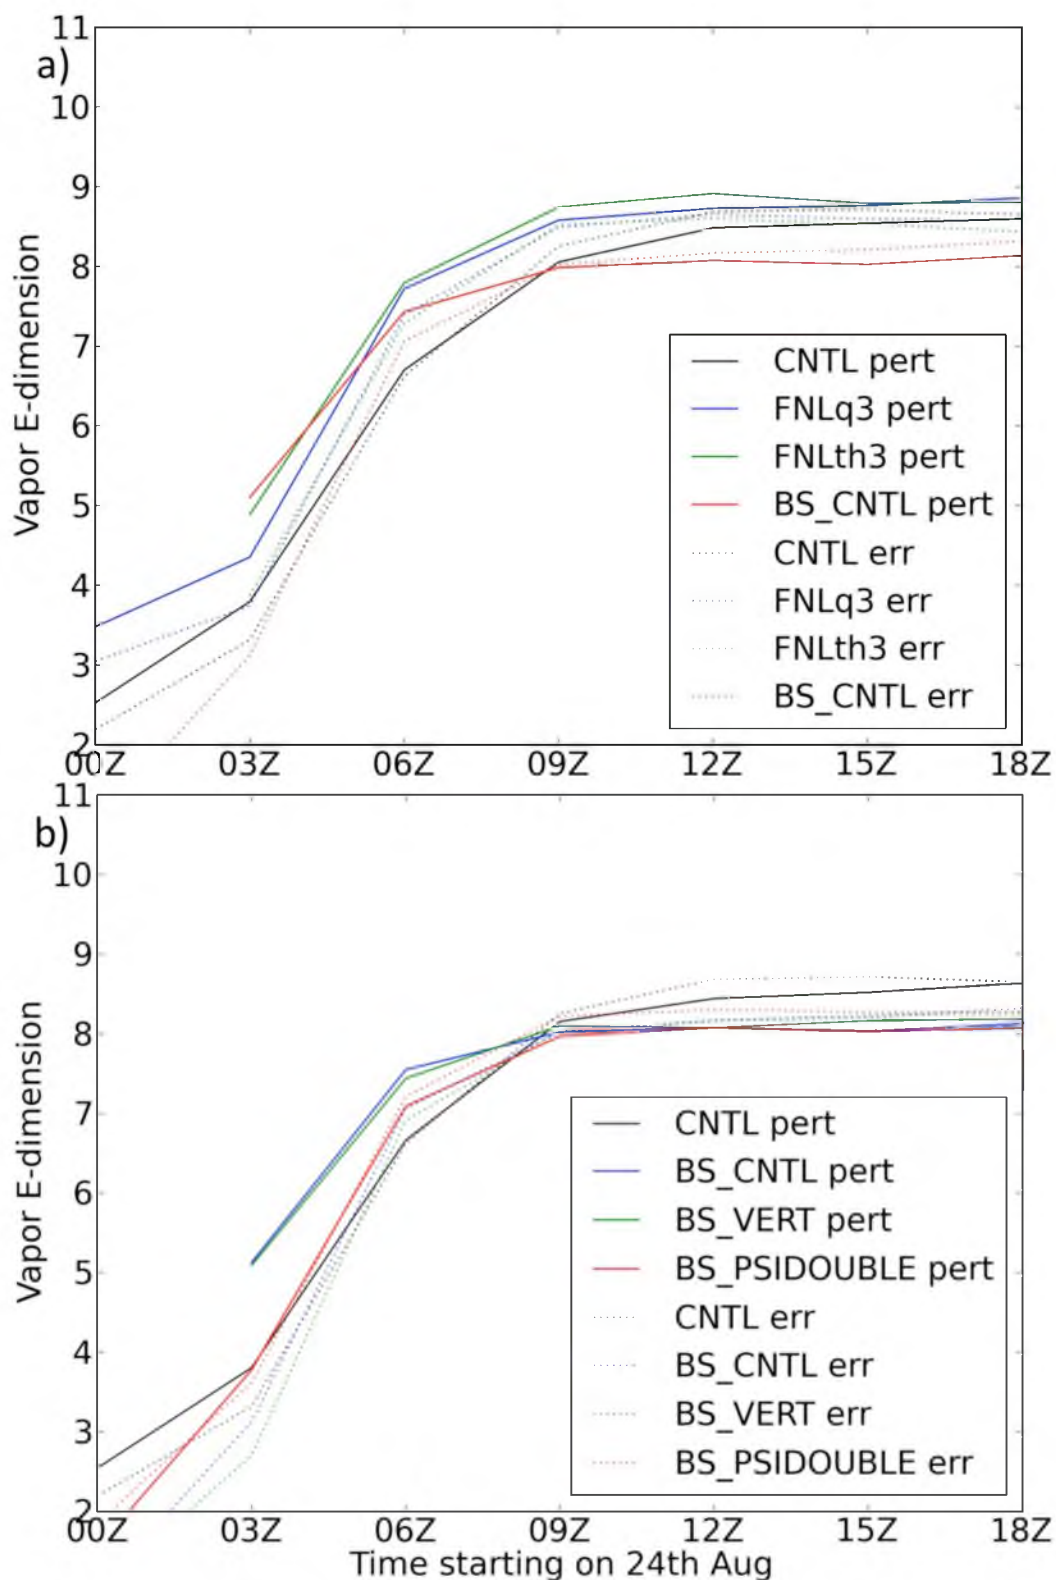 a)
11
10
9
8
7
6
5
4
3
2
Vapor E-dimension
CNTL pert
FNLq3 pert
FNLth3 pert
BS_CNTL pert
CNTL err
FNLq3 err
FNLth3 err
BS_CNTL err
00Z 03Z 06Z 09Z 12Z 15Z 18Z
b)
11
10
9
8
7
6
5
4
3
2
Vapor E-dimension
CNTL pert
BS_CNTL pert
BS_VERT pert
BS_PSIDOUBLE pert
CNTL err
BS_CNTL err
BS_VERT err
BS_PSIDOUBLE err
00Z 03Z 06Z 09Z 12Z 15Z 18Z
Time starting on 24th Aug